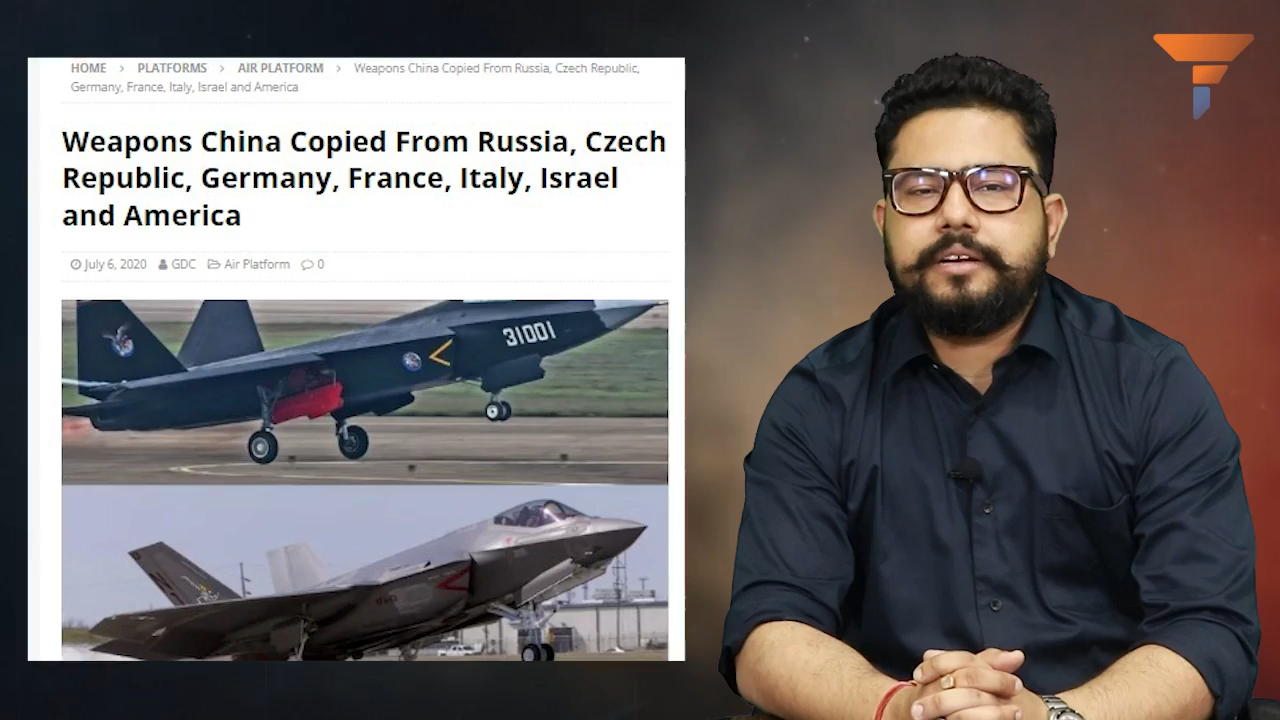 HOME > PLATFORMS > AIR PLATFORM > Weapons China Copied From Russia, Czech Republic,
Germany, France, Italy, Israel and America
Weapons China Copied From Russia, Czech
Republic, Germany, France, Italy, Israel
and America
July 6, 2020 GDC Air Platform 0
31001